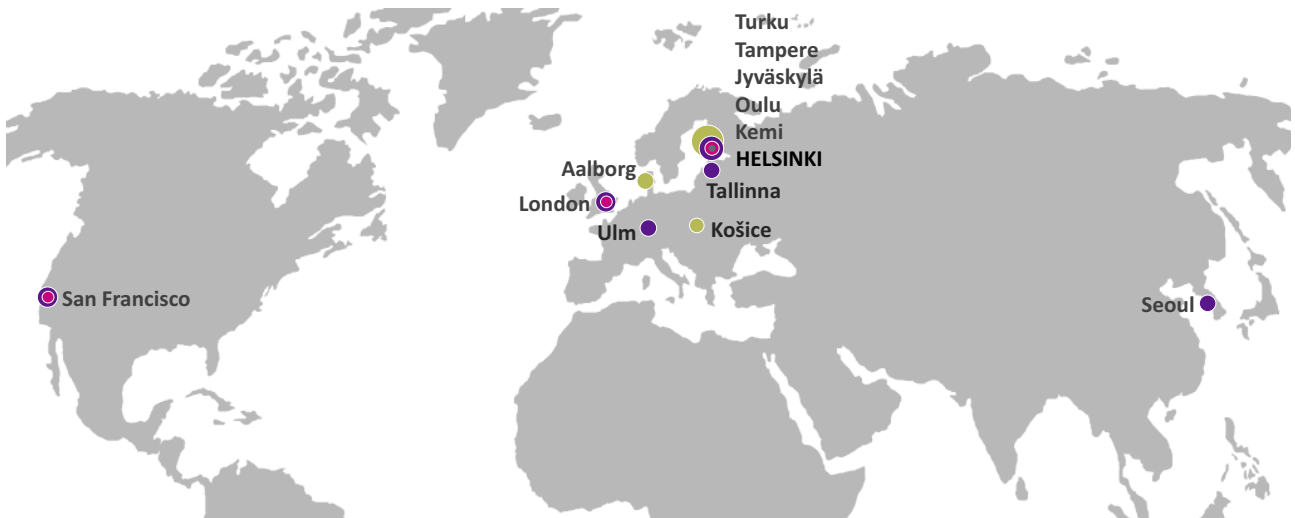 Turku
Tampere
Jyväskylä
Oulu
Kemi
HELSINKI
Aalborg
Tallinna
London
Ulm
Košice
San Francisco
Seoul